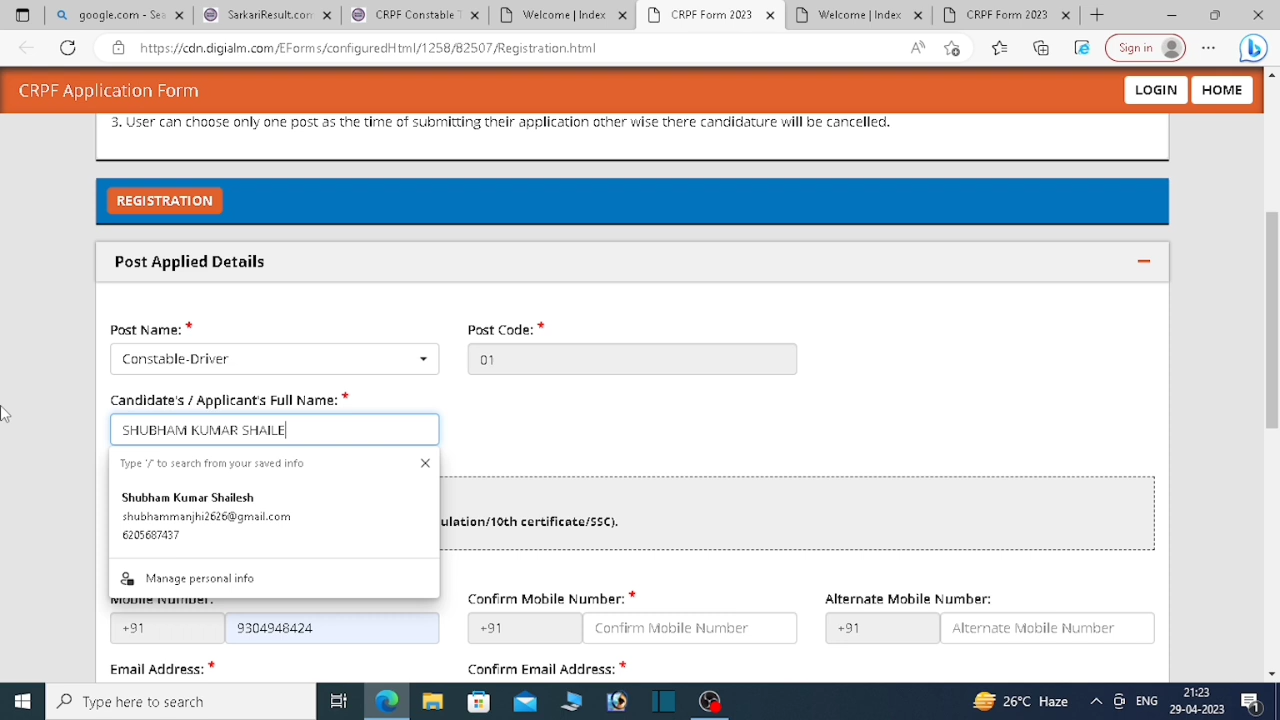 google.com - Sea
SarkariResult.com
CRPF Constable T
Welcome | Index
CRPF Form 2023
Welcome | Index
CRPF Form 2023
https://cdn.digialm.com/EForms/configuredHtml/1258/82507/Registration.html
Sign in
CRPF Application Form
LOGIN
HOME
3. User can choose only one post as the time of submitting their application other wise there candidature will be cancelled.
REGISTRATION
Post Applied Details
Post Name: *
Post Code: *
Constable-Driver
01
Candidate's / Applicant's Full Name: *
SHUBHAM KUMAR SHAILE
Type '/' to search from your saved info
Shubham Kumar Shailesh
shubhammanjhi2626@gmail.com
6205687437
ulation/10th certificate/SSC).
Manage personal info
Mobile Number:
Confirm Mobile Number: *
Alternate Mobile Number:
+91
9304948424
+91
Confirm Mobile Number
+91
Alternate Mobile Number
Email Address: *
Confirm Email Address: *
Type here to search
26°C Haze
ENG
21:23
29-04-2023
1